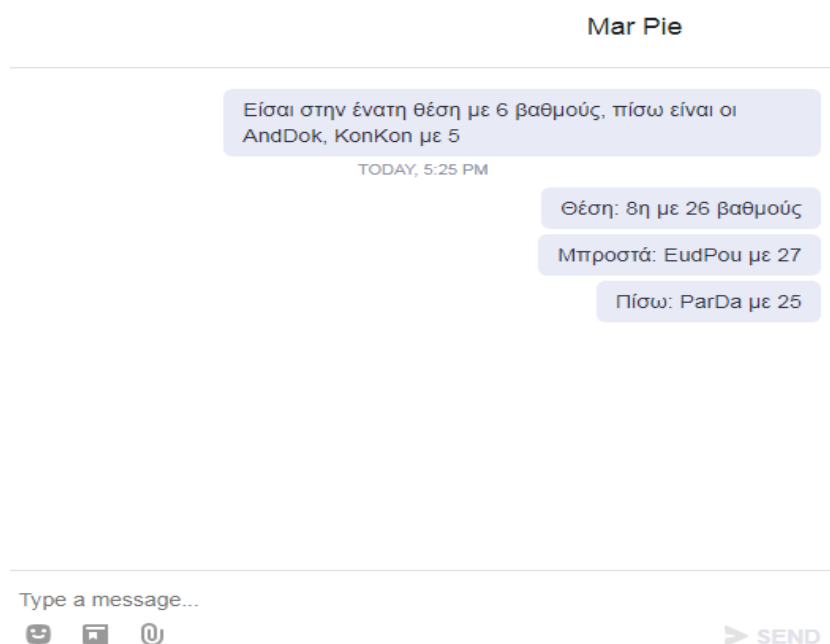 Mar Pie
Είσαι στην ένατη θέση με 6 βαθμούς, πίσω είναι οι
AndDok, KonKon με 5
TODAY, 5:25 PM
Θέση: 8η με 26 βαθμούς
Μπροστά: EudPou με 27
Πίσω: ParDa με 25
Type a message...
SEND